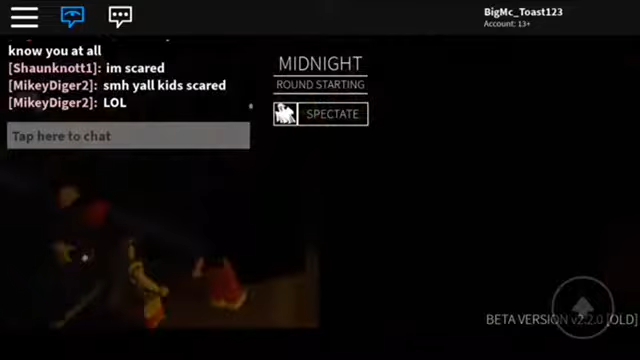 BigMc_Toast123
Account: 13+
know you at all
[Shaunknott1]: im scared
[MikeyDiger2]: smh yall kids scared
[MikeyDiger2]: LOL
Tap here to chat
MIDNIGHT
ROUND STARTING
SPECTATE
BETA VERSION v2.2.0 [OLD]